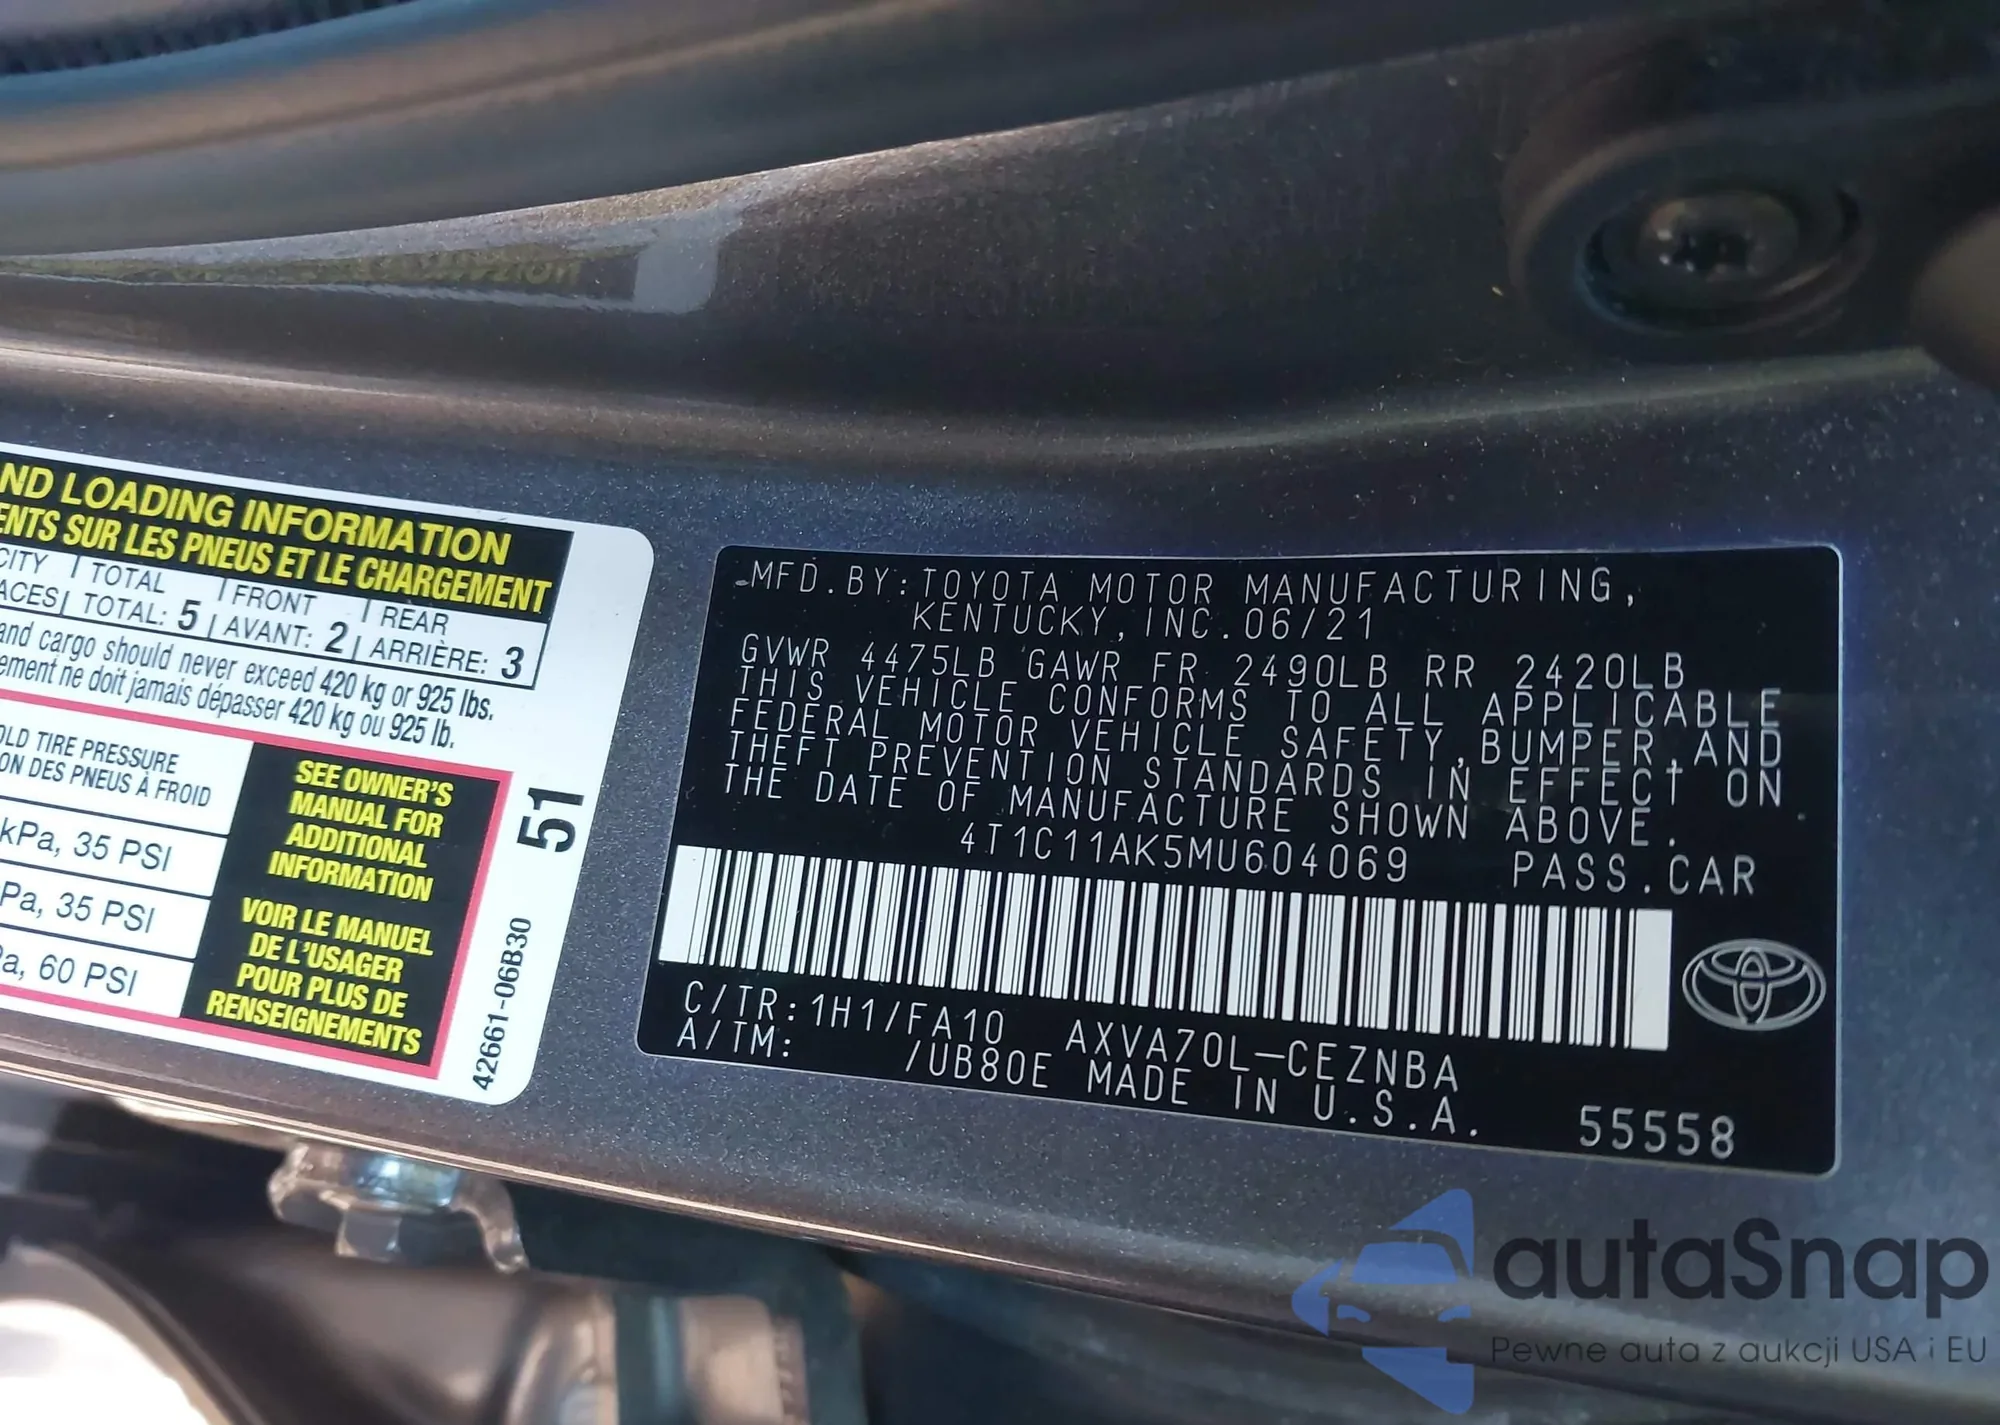 ND LOADING INFORMATION
ENTS SUR LES PNEUS ET LE CHARGEMENT
CITY TOTAL FRONT REAR
ACES TOTAL: 5 AVANT: 2 ARRIÈRE: 3
and cargo should never exceed 420 kg or 925 lbs.
ement ne doit jamais dépasser 420 kg ou 925 lb.
OLD TIRE PRESSURE
ON DES PNEUS À FROID
kPa, 35 PSI
Pa, 35 PSI
a, 60 PSI
SEE OWNER'S
MANUAL FOR
ADDITIONAL
INFORMATION
VOIR LE MANUEL
DE L'USAGER
POUR PLUS DE
RENSEIGNEMENTS
51
42661-06B30
MFD.BY:TOYOTA MOTOR MANUFACTURING,
KENTUCKY,INC.06/21
GVWR 4475LB GAWR FR 2490LB RR 2420LB
THIS VEHICLE CONFORMS TO ALL APPLICABLE
FEDERAL MOTOR VEHICLE SAFETY,BUMPER,AND
THEFT PREVENTION STANDARDS IN EFFECT ON
THE DATE OF MANUFACTURE SHOWN ABOVE.
4T1C11AK5MU604069 PASS.CAR
C/TR:1H1/FA10 AXVA70L-CEZNBA
A/TM: /UB80E MADE IN U.S.A.
55558
autaSnap
Pewne auta z aukcji USA i EU